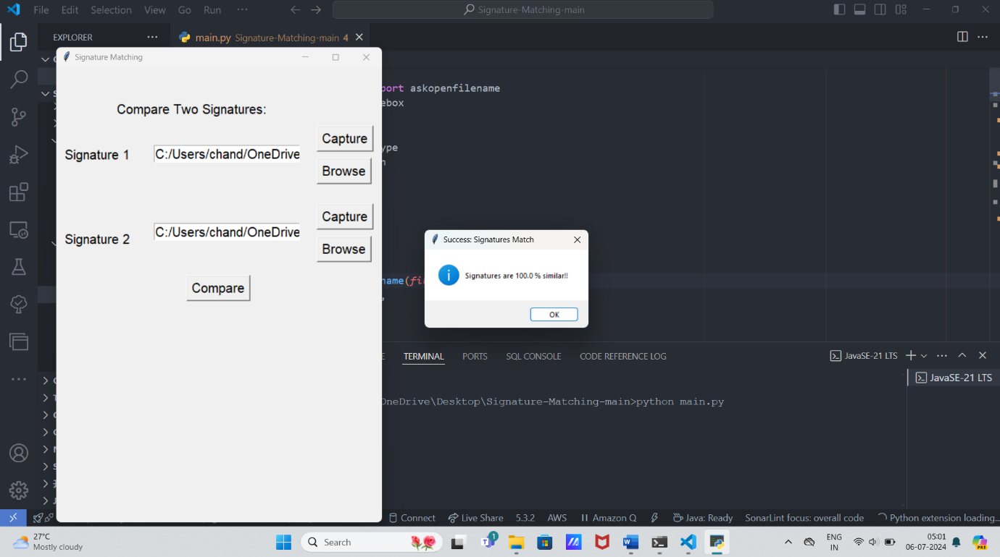 File Edit Selection View Go Run ··· Signature-Matching-main
EXPLORER ··· main.py Signature-Matching-main 4
Signature Matching
port askopenfilename
ebox
Compare Two Signatures:
Capture
Signature 1 C:/Users/chand/OneDrive
ype
Browse
Capture
Signature 2 C:/Users/chand/OneDrive
Browse
Compare
Success: Signatures Match
Signatures are 100.0 % similar!!
OK
name(fi
TERMINAL PORTS SQL CONSOLE CODE REFERENCE LOG JavaSE-21 LTS
JavaSE-21 LTS
OneDrive\Desktop\Signature-Matching-main>python main.py
Connect Live Share 5.3.2 AWS Amazon Q Java: Ready SonarLint focus: overall code Python extension loading...
27°C
Mostly cloudy
Search
1
ENG
IN
05:01
06-07-2024
PRE